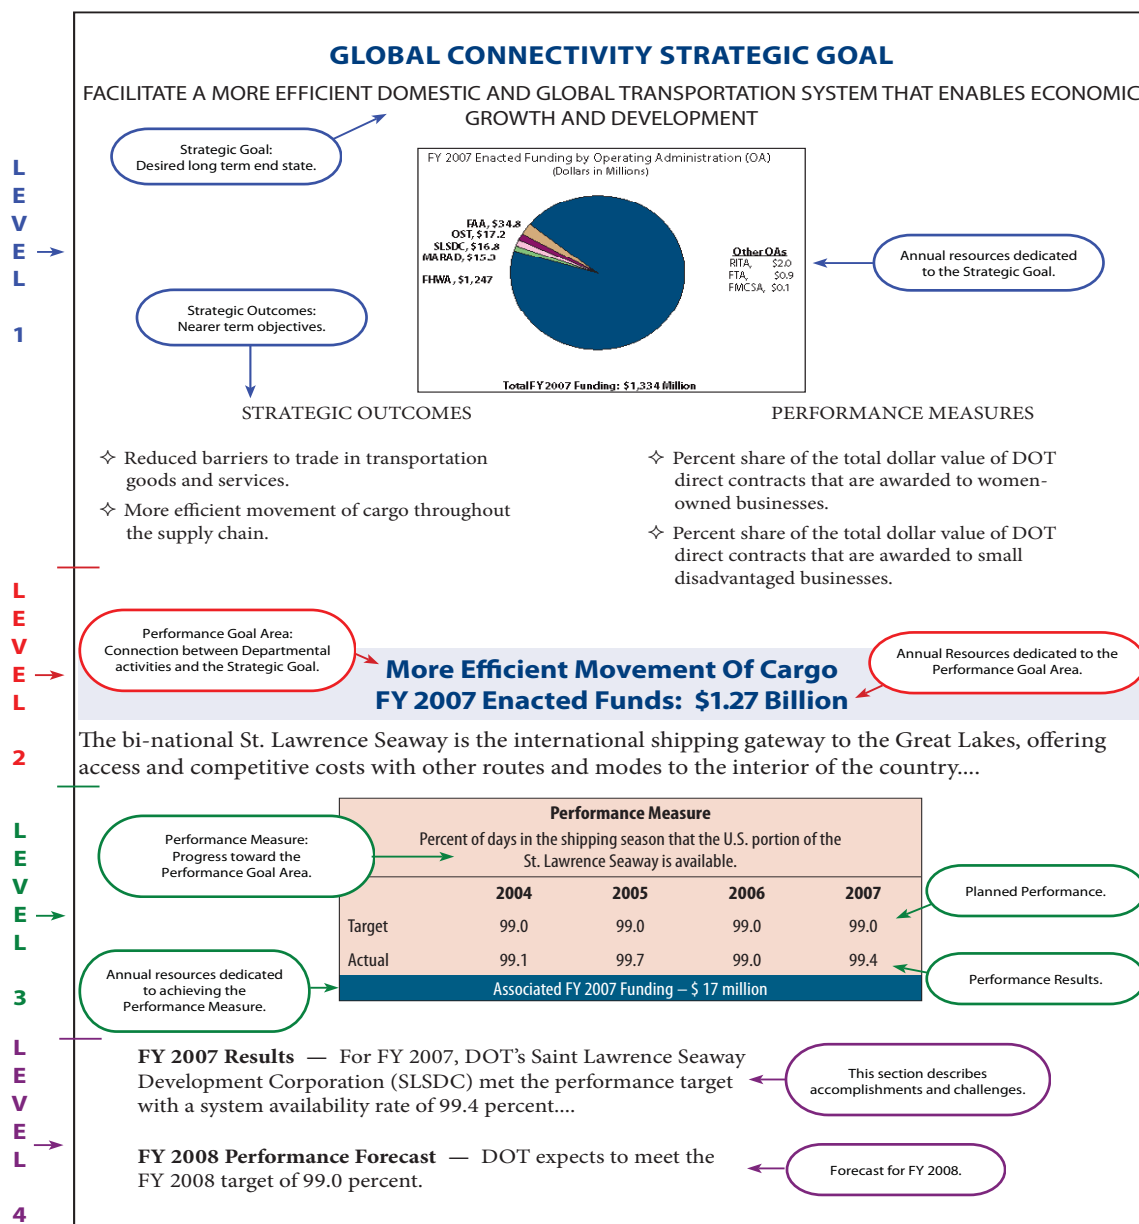 GLOBAL CONNECTIVITY STRATEGIC GOAL
FACILITATE A MORE EFFICIENT DOMESTIC AND GLOBAL TRANSPORTATION SYSTEM THAT ENABLES ECONOMIC
GROWTH AND DEVELOPMENT
LEVEL 1
Strategic Goal:
Desired long term end state.
FY 2007 Enacted Funding by Operating Administration (OA)
(Dollars in Millions)
FAA, $34.8
OST, $17.2
SLSDC, $16.8
MARAD, $15.3
FHWA, $1,247
Other OAs
RITA, $2.0
FTA, $0.9
FMCSA, $0.1
Total FY 2007 Funding: $1,334 Million
Annual resources dedicated
to the Strategic Goal.
Strategic Outcomes:
Nearer term objectives.
STRATEGIC OUTCOMES
✧ Reduced barriers to trade in transportation
goods and services.
✧ More efficient movement of cargo throughout
the supply chain.
PERFORMANCE MEASURES
✧ Percent share of the total dollar value of DOT
direct contracts that are awarded to women-
owned businesses.
✧ Percent share of the total dollar value of DOT
direct contracts that are awarded to small
disadvantaged businesses.
LEVEL 2
Performance Goal Area:
Connection between Departmental
activities and the Strategic Goal.
More Efficient Movement Of Cargo
FY 2007 Enacted Funds: $1.27 Billion
Annual Resources dedicated to the
Performance Goal Area.
The bi-national St. Lawrence Seaway is the international shipping gateway to the Great Lakes, offering
access and competitive costs with other routes and modes to the interior of the country....
LEVEL 3
Performance Measure:
Progress toward the
Performance Goal Area.
Performance Measure
Percent of days in the shipping season that the U.S. portion of the
St. Lawrence Seaway is available.
2004 2005 2006 2007
Target 99.0 99.0 99.0 99.0
Actual 99.1 99.7 99.0 99.4
Associated FY 2007 Funding – $ 17 million
Planned Performance.
Performance Results.
Annual resources dedicated
to achieving the
Performance Measure.
LEVEL 4
FY 2007 Results — For FY 2007, DOT's Saint Lawrence Seaway
Development Corporation (SLSDC) met the performance target
with a system availability rate of 99.4 percent....
This section describes
accomplishments and challenges.
FY 2008 Performance Forecast — DOT expects to meet the
FY 2008 target of 99.0 percent.
Forecast for FY 2008.